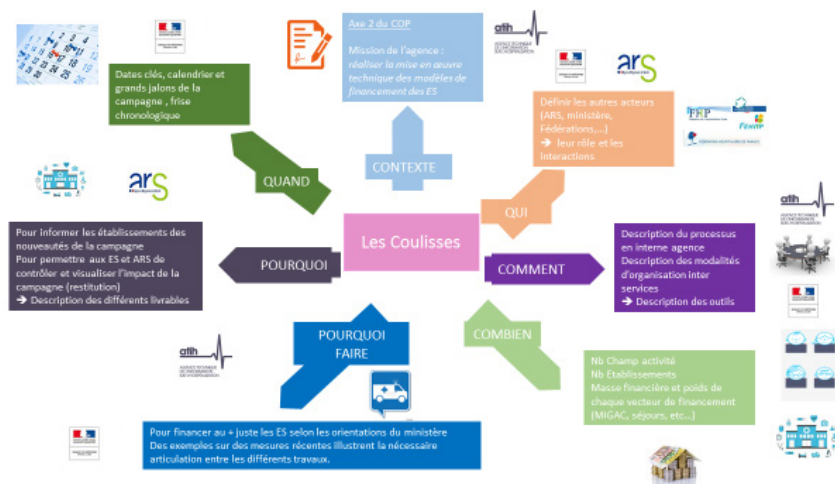 Axe 2 du COP
Mission de l'agence :
réaliser la mise en œuvre
technique des modèles de
financement des ES
CONTEXTE
Dates clés, calendrier et
grands jalons de la
campagne , frise
chronologique
QUAND
Définir les autres acteurs
(ARS, ministère,
Fédérations,...)
➔ leur rôle et les
interactions
QUI
Les Coulisses
Pour informer les établissements des
nouveautés de la campagne
Pour permettre aux ES et ARS de
contrôler et visualiser l'impact de la
campagne (restitution)
➔ Description des différents livrables
POURQUOI
COMMENT
Description du processus
en interne agence
Description des modalités
d'organisation inter
services
➔ Description des outils
POURQUOI
FAIRE
Pour financer au + juste les ES selon les orientations du ministère
Des exemples sur des mesures récentes illustrent la nécessaire
articulation entre les différents travaux.
COMBIEN
Nb Champ activité
Nb Etablissements
Masse financière et poids de
chaque vecteur de financement
(MIGAC, séjours, etc...)
atih
ars
ars
FHP
atih
atih